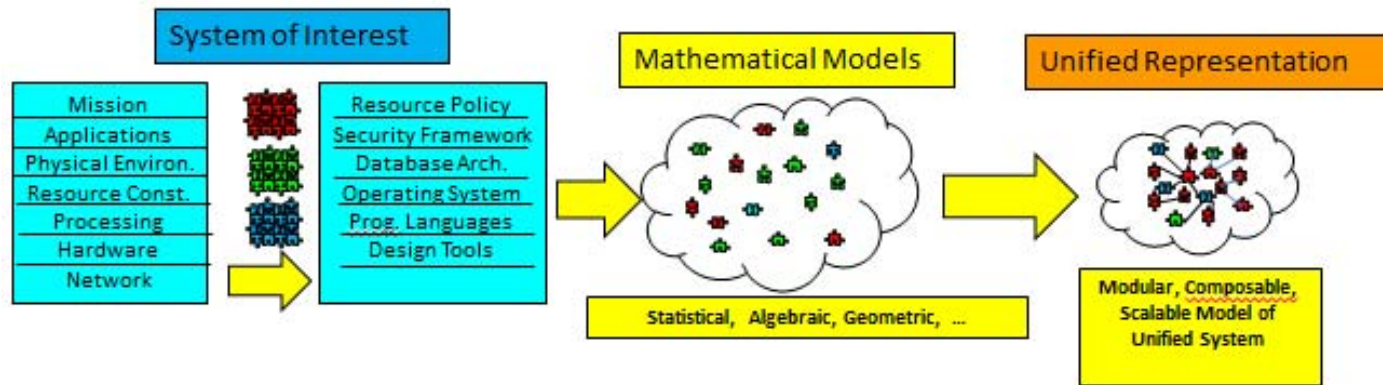 System of Interest
Mission
Applications
Physical Environ.
Resource Const.
Processing
Hardware
Network
Resource Policy
Security Framework
Database Arch.
Operating System
Prog. Languages
Design Tools
Mathematical Models
Statistical, Algebraic, Geometric, ...
Unified Representation
Modular, Composable,
Scalable Model of
Unified System